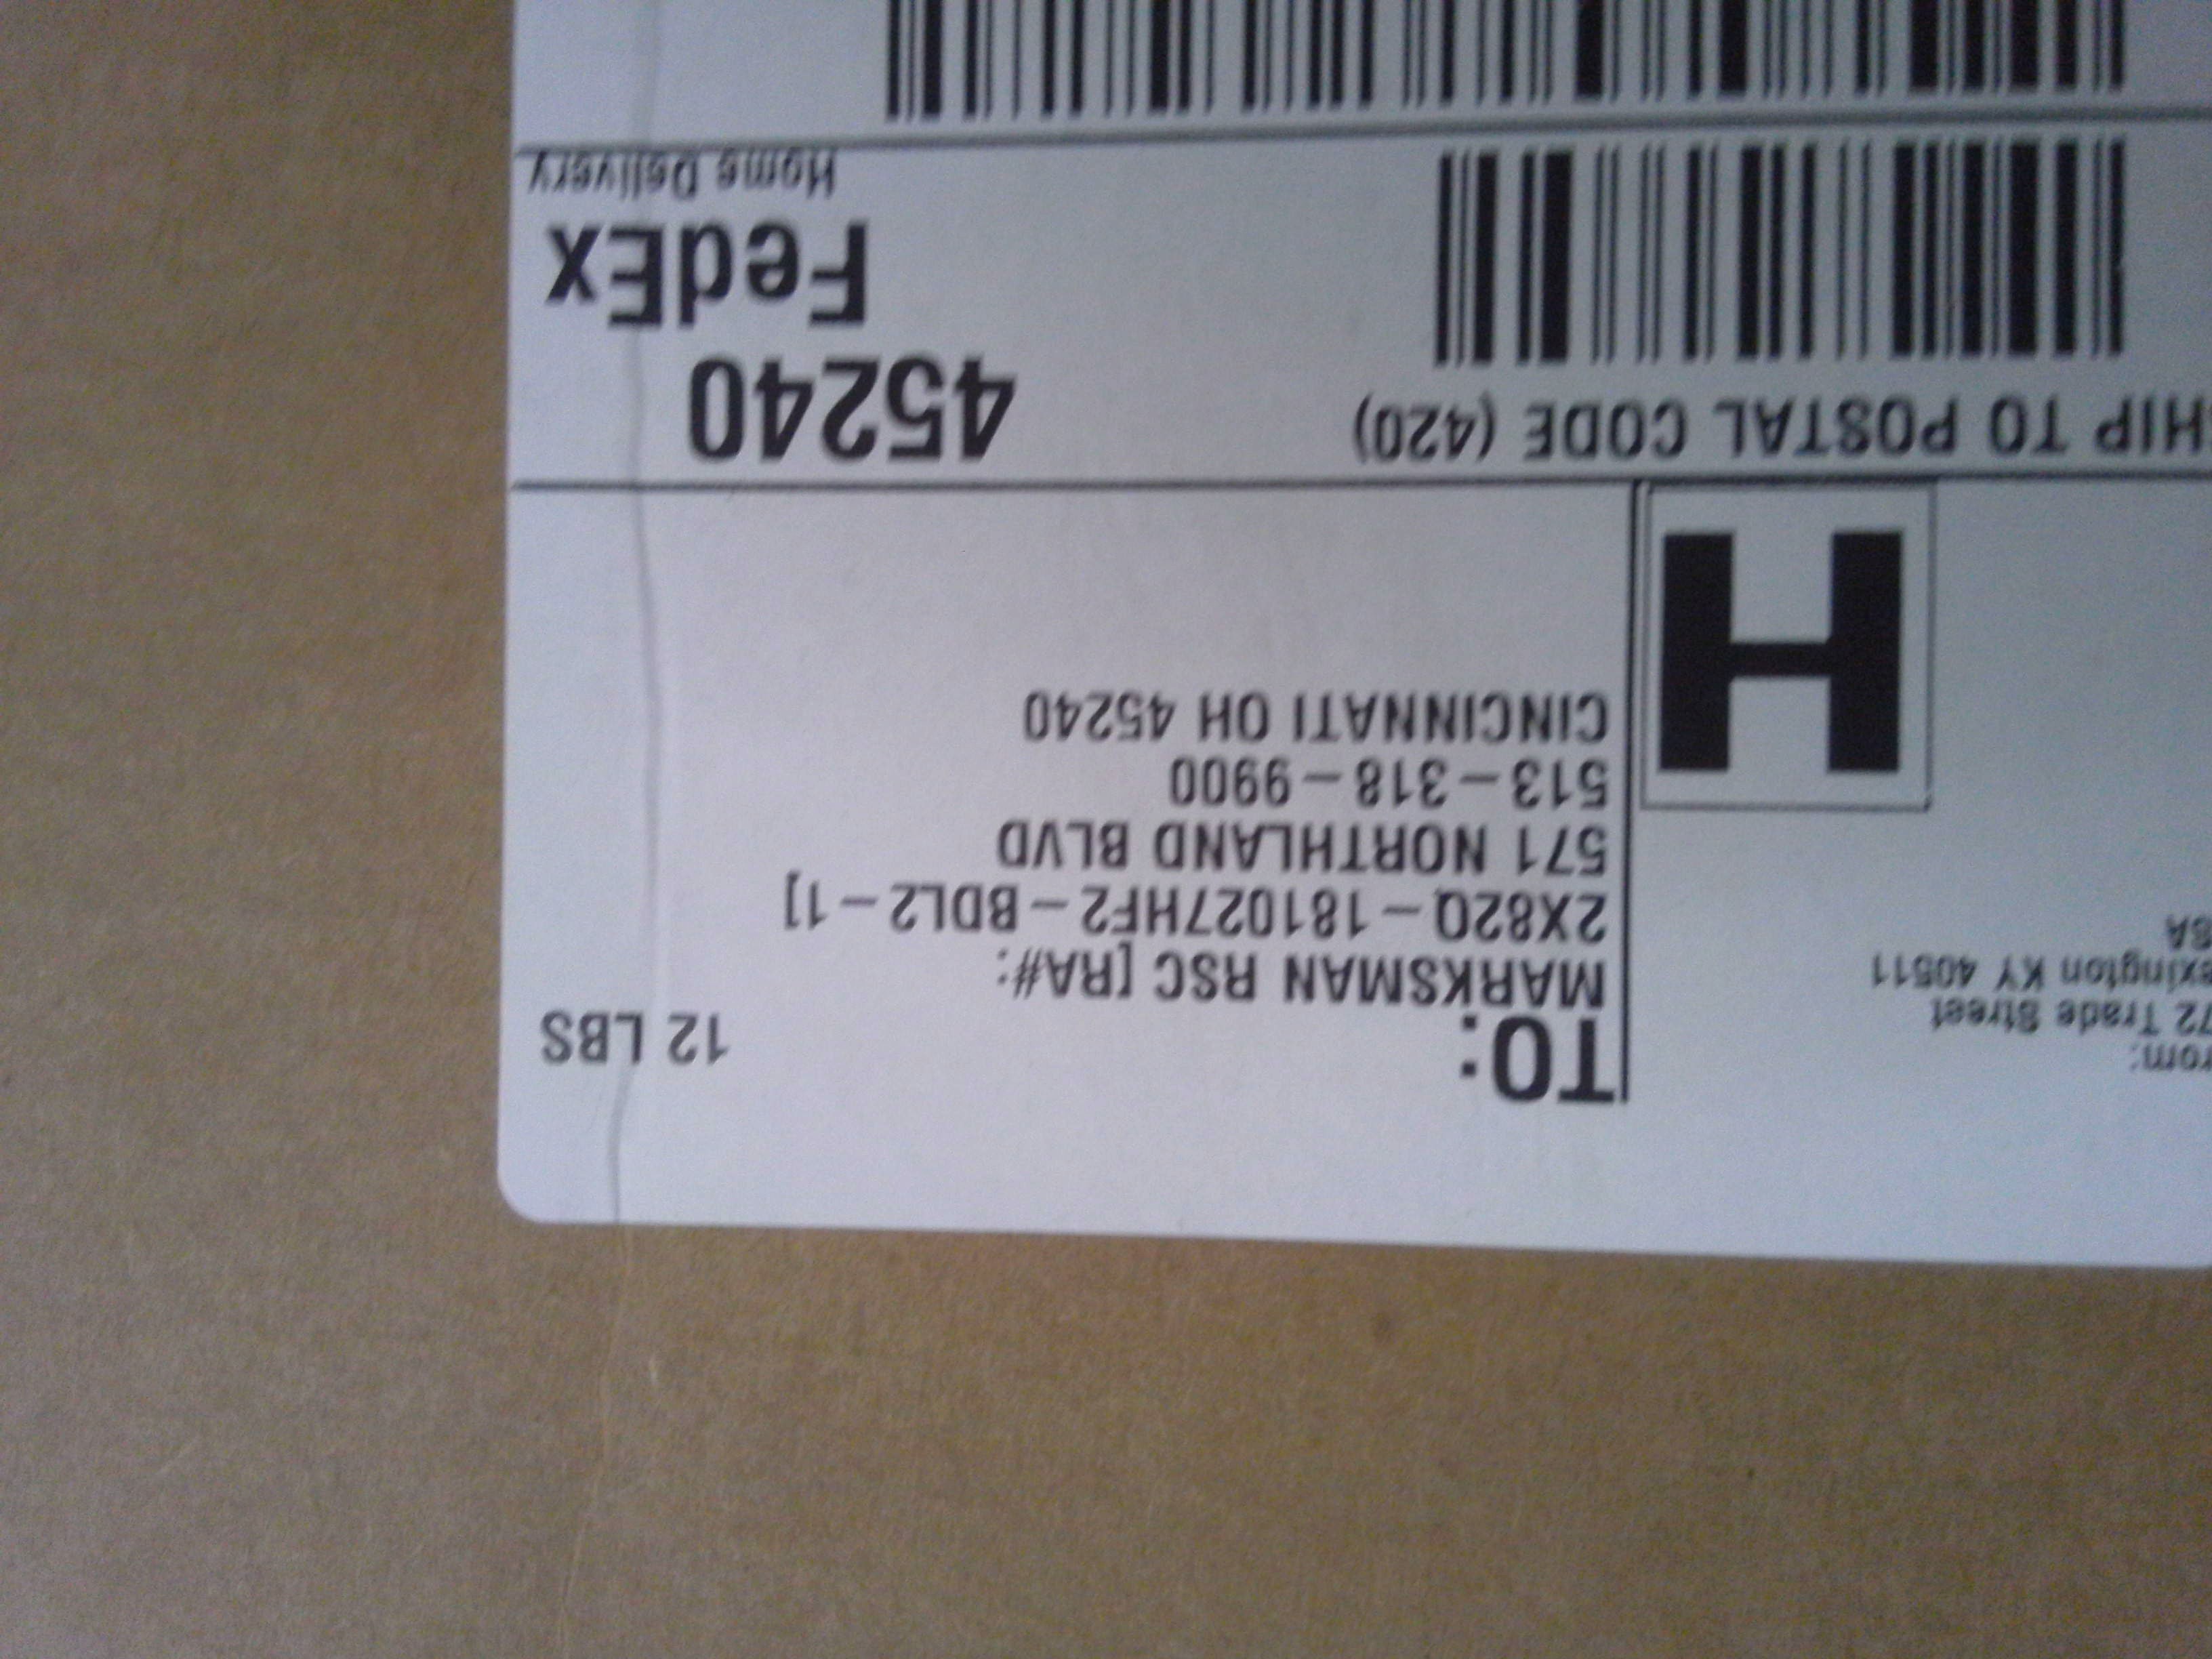 rom:
72 Trade Street
exington KY 40511
SA
TO:
12 LBS
MARKSMAN RSC [RA#:
2X82Q-181027HF2-BDL2-1]
571 NORTHLAND BLVD
513-318-9900
CINCINNATI OH 45240
H
HIP TO POSTAL CODE (420)
45240
FedEx
Home Delivery